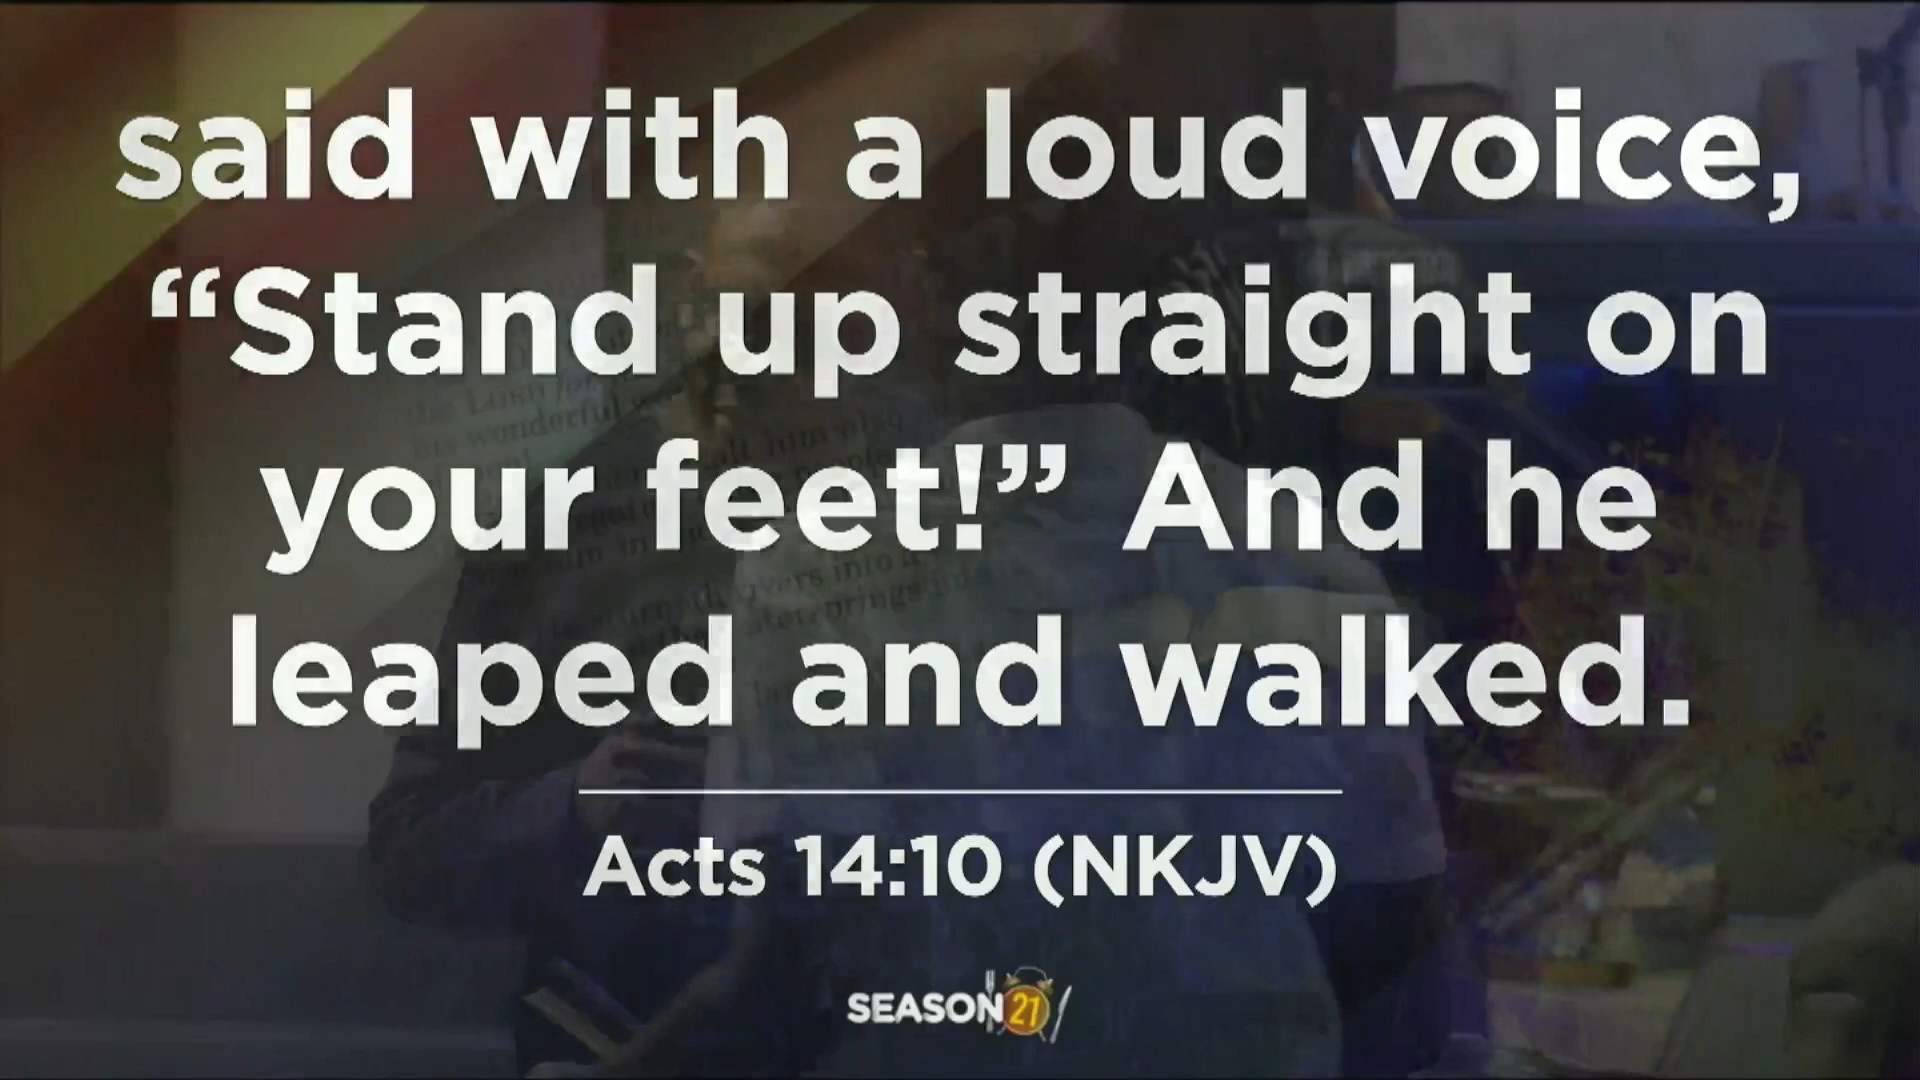 said with a loud voice,
“Stand up straight on
your feet!” And he
leaped and walked.
Acts 14:10 (NKJV)
SEASON 21